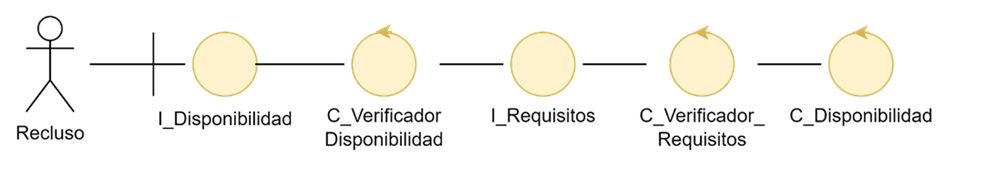 Recluso
I_Disponibilidad
C_Verificador
Disponibilidad
I_Requisitos
C_Verificador_
Requisitos
C_Disponibilidad